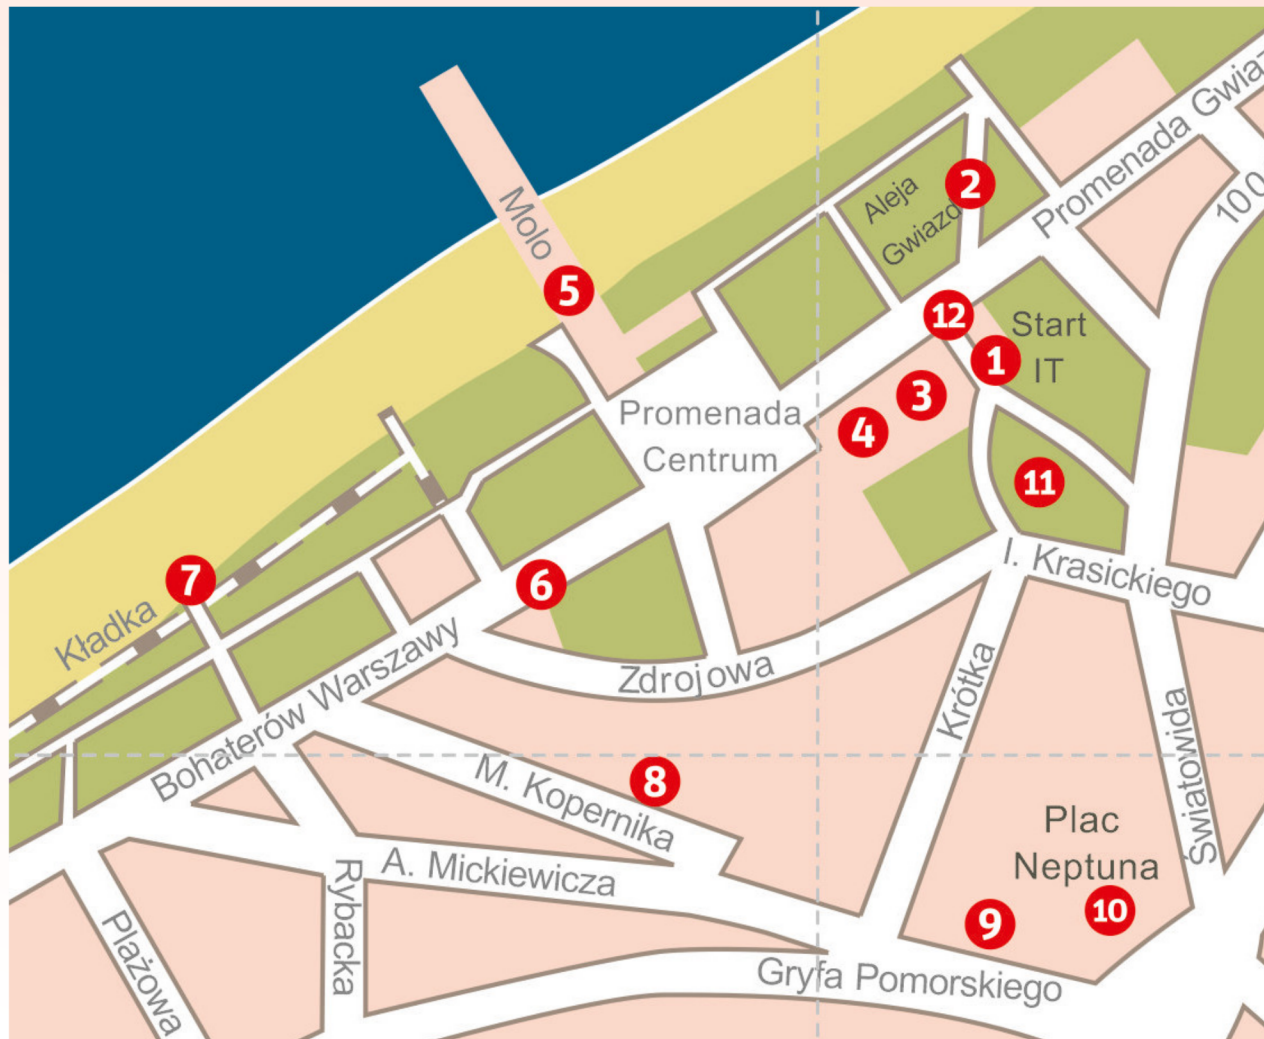 Promenada Gwiaz
100
2
Aleja
Gwiazd
Molo
5
12
Start
IT
1
3
4
Promenada
Centrum
11
I. Krasickiego
7
6
Kładka
Bohaterów Warszawy
Zdrojowa
Krótka
Światowida
8
M. Kopernika
A. Mickiewicza
Plac
Neptuna
9
10
Rybacka
Plażowa
Gryfa Pomorskiego